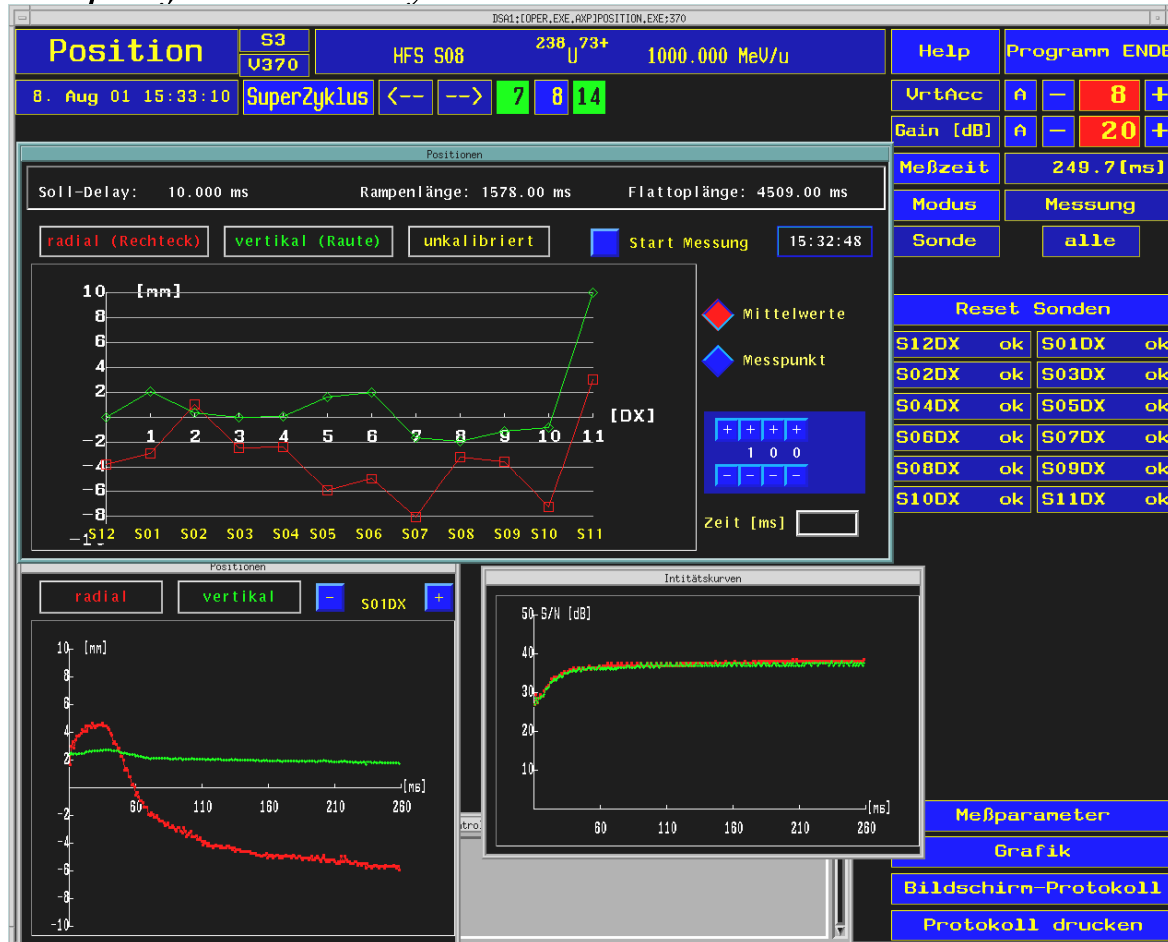 DSA1:[OPER.EXE.AXP]POSITION.EXE;370
Position
S3
V370
HFS S08 238U73+ 1000.000 MeV/u
Help
Programm ENDE
8. Aug 01 15:33:10
SuperZyklus
<-- --> 7 8 14
VrtAcc A - 8 +
Gain [dB] A - 20 +
Meßzeit 249.7[ms]
Modus Messung
Sonde alle
Reset Sonden
S12DX ok S01DX ok
S02DX ok S03DX ok
S04DX ok S05DX ok
S06DX ok S07DX ok
S08DX ok S09DX ok
S10DX ok S11DX ok
Positionen
Soll-Delay: 10.000 ms Rampenlänge: 1578.00 ms Flattoplänge: 4509.00 ms
radial (Rechteck) vertikal (Raute) unkalibriert Start Messung 15:32:48
10 [mm]
8
6
4
2
[DX]
1 2 3 4 5 6 7 8 9 10 11
-2
-4
-6
-8
S12 S01 S02 S03 S04 S05 S06 S07 S08 S09 S10 S11
Mittelwerte
Messpunkt
+ + + +
1 0 0
- - - -
Zeit [ms]
Positionen
radial vertikal - S01DX +
10 [mm]
8
6
4
2
[ms]
60 110 160 210 260
-2
-4
-6
-8
-10
Intitätskurven
50 S/N [dB]
40
30
20
10
[ms]
60 110 160 210 260
Meßparameter
Grafik
Bildschirm-Protokoll
Protokoll drucken